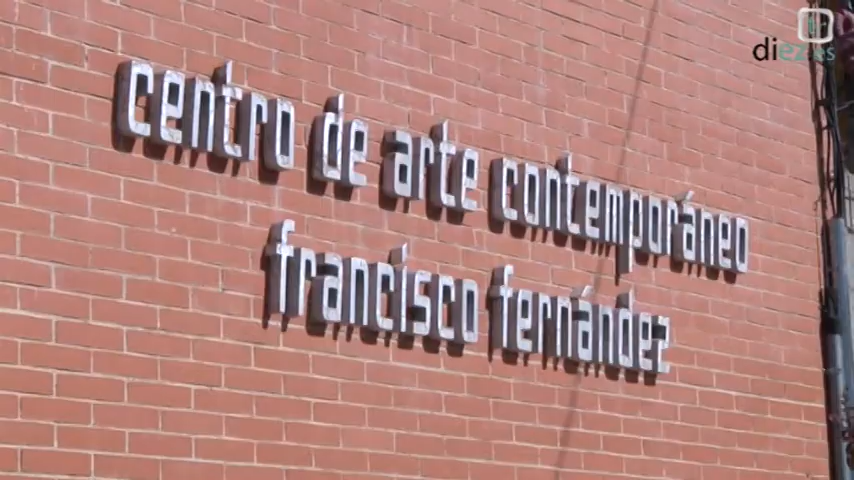 diez.es
centro de arte contemporáneo
francisco fernández